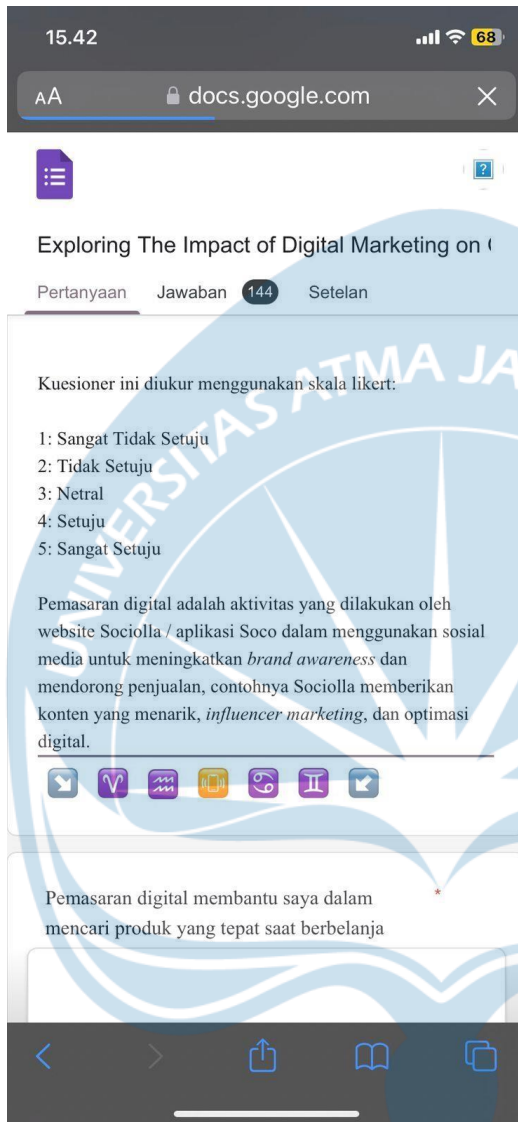 15.42
68
AA docs.google.com
Exploring The Impact of Digital Marketing on
Pertanyaan Jawaban 144 Setelan
Kuesioner ini diukur menggunakan skala likert:
1: Sangat Tidak Setuju
2: Tidak Setuju
3: Netral
4: Setuju
5: Sangat Setuju
Pemasaran digital adalah aktivitas yang dilakukan oleh
website Sociolla / aplikasi Soco dalam menggunakan sosial
media untuk meningkatkan brand awareness dan
mendorong penjualan, contohnya Sociolla memberikan
konten yang menarik, influencer marketing, dan optimasi
digital.
Pemasaran digital membantu saya dalam *
mencari produk yang tepat saat berbelanja
UNIVERSITAS ATMA JA